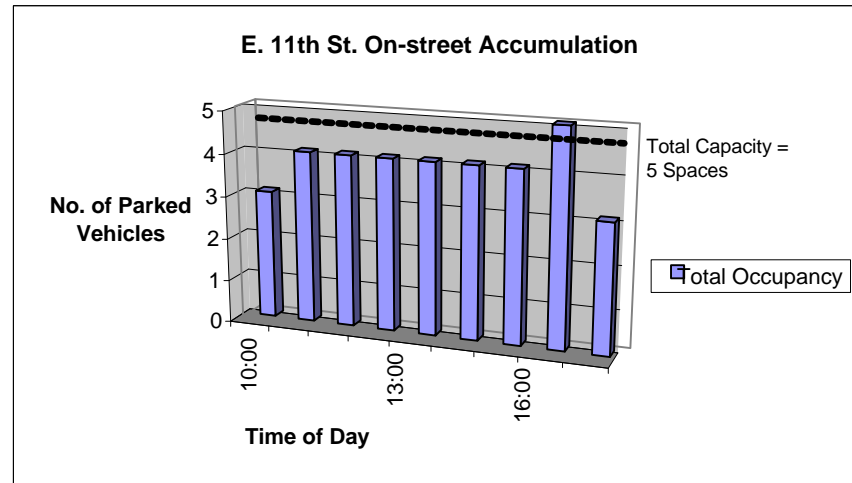 E. 11th St. On-street Accumulation
5
4
3
2
1
0
No. of Parked
Vehicles
Total Capacity =
5 Spaces
Total Occupancy
10:00
13:00
16:00
Time of Day